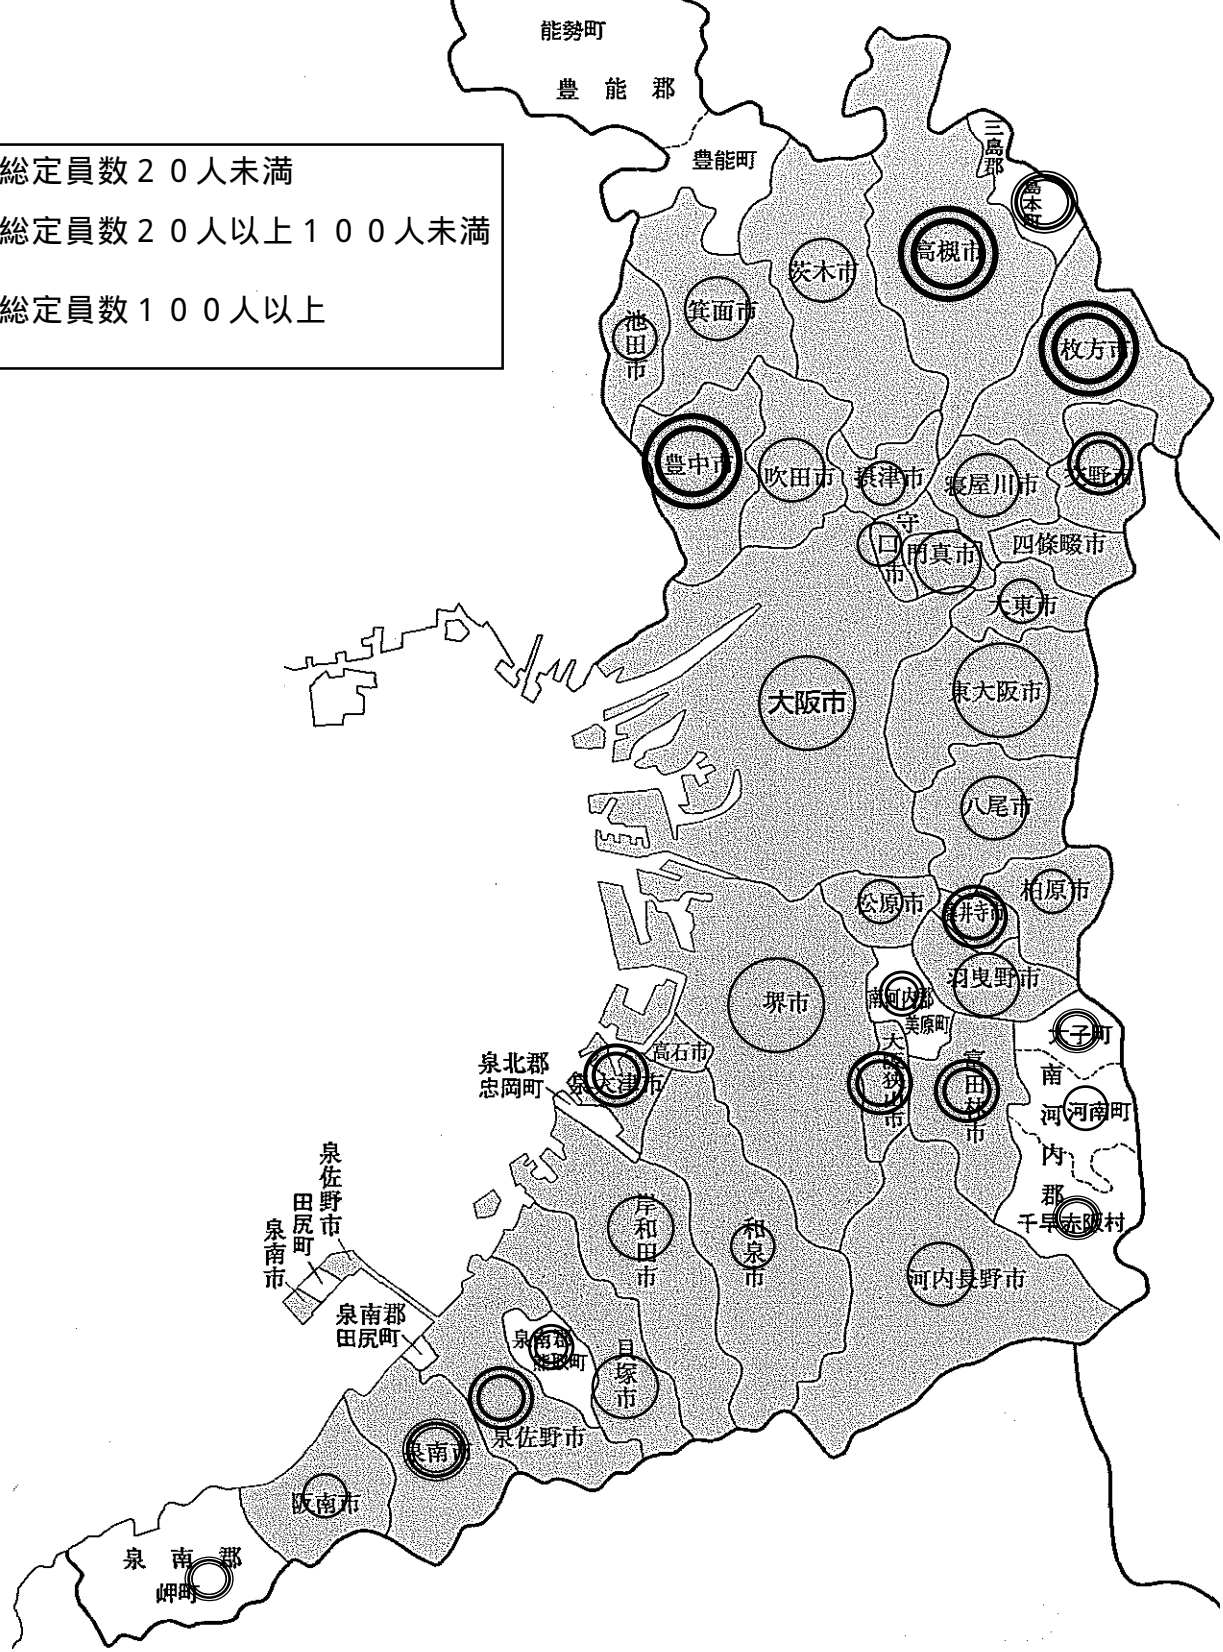 能勢町
豊能郡
豊能町
総定員数20人未満
総定員数20人以上100人未満
総定員数100人以上
三島郡
島本町
高槻市
茨木市
箕面市
池田市
枚方市
豊中市
吹田市
摂津市
寝屋川市
交野市
守口市
門真市
四條畷市
大東市
大阪市
東大阪市
八尾市
柏原市
松原市
藤井寺市
羽曳野市
堺市
南河内郡
美原町
高石市
泉北郡
忠岡町
泉大津市
大阪狭山市
富田林市
太子町
南河内郡
河南町
千早赤阪村
岸和田市
和泉市
河内長野市
泉佐野市
田尻町
泉南市
泉南郡
田尻町
泉南郡
熊取町
貝塚市
泉佐野市
泉南市
阪南市
泉南郡
岬町